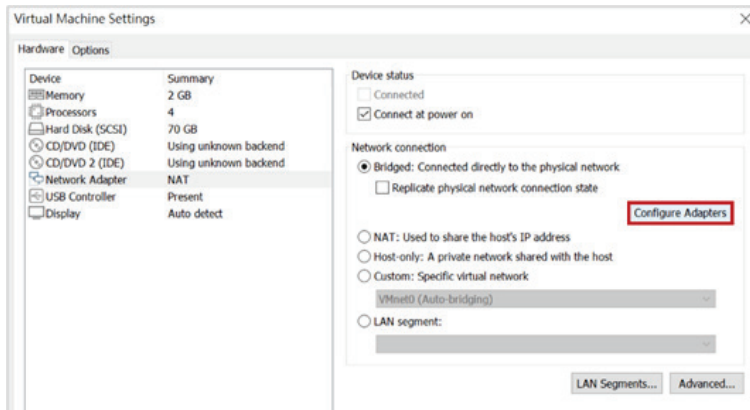 Virtual Machine Settings
Hardware Options
Device Summary
Memory 2 GB
Processors 4
Hard Disk (SCSI) 70 GB
CD/DVD (IDE) Using unknown backend
CD/DVD 2 (IDE) Using unknown backend
Network Adapter NAT
USB Controller Present
Display Auto detect
Device status
Connected
Connect at power on
Network connection
Bridged: Connected directly to the physical network
Replicate physical network connection state
Configure Adapters
NAT: Used to share the host's IP address
Host-only: A private network shared with the host
Custom: Specific virtual network
VMnet0 (Auto-bridging)
LAN segment:
LAN Segments... Advanced...